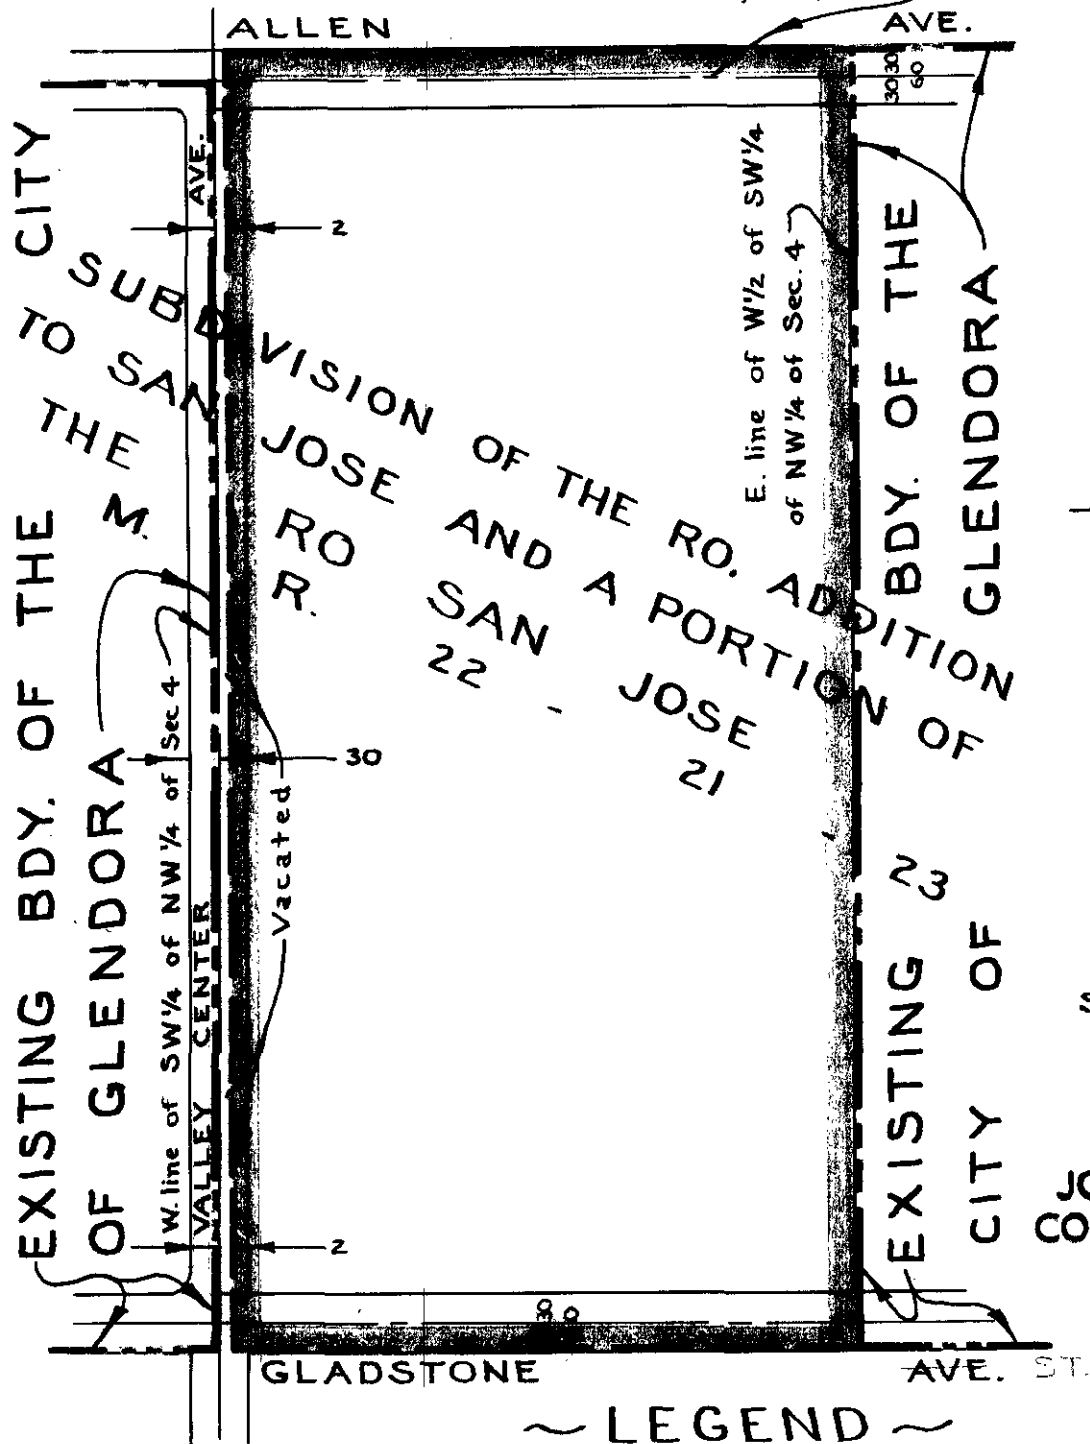 ALLEN AVE.
30 30
60
AVE.
2
E. line of W½ of SW¼
of NW¼ of Sec. 4
SUBDIVISION OF THE RO. ADDITION
TO SAN JOSE AND A PORTION OF
THE RO SAN JOSE
M. R. 22 - 21
23
EXISTING BDY. OF THE CITY
OF GLENDORA
W. line of SW¼ of NW¼ of Sec 4
VALLEY CENTER
30
Vacated
2
EXISTING BDY. OF THE
CITY OF GLENDORA
JO
CO
GLADSTONE AVE. ST.
~ LEGEND ~